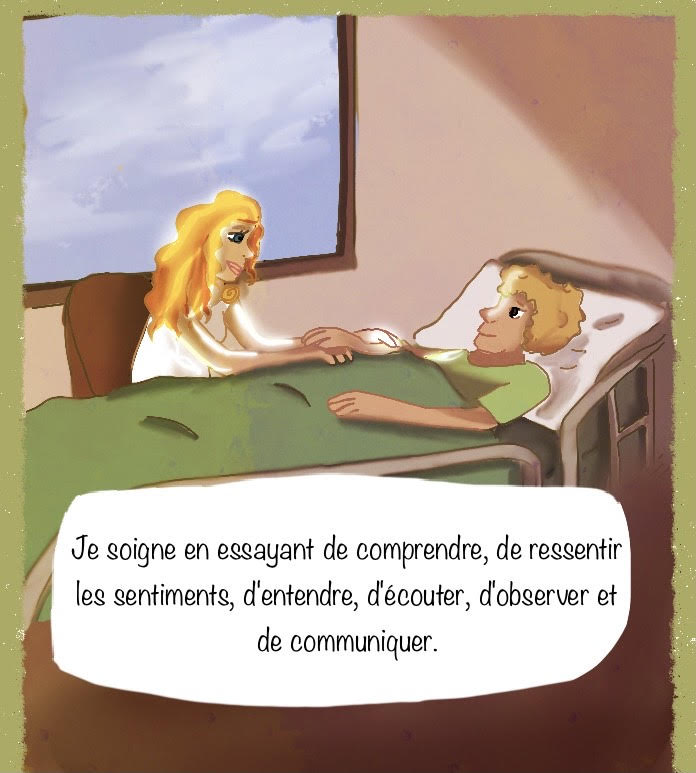 Je soigne en essayant de comprendre, de ressentir
les sentiments, d'entendre, d'écouter, d'observer et
de communiquer.